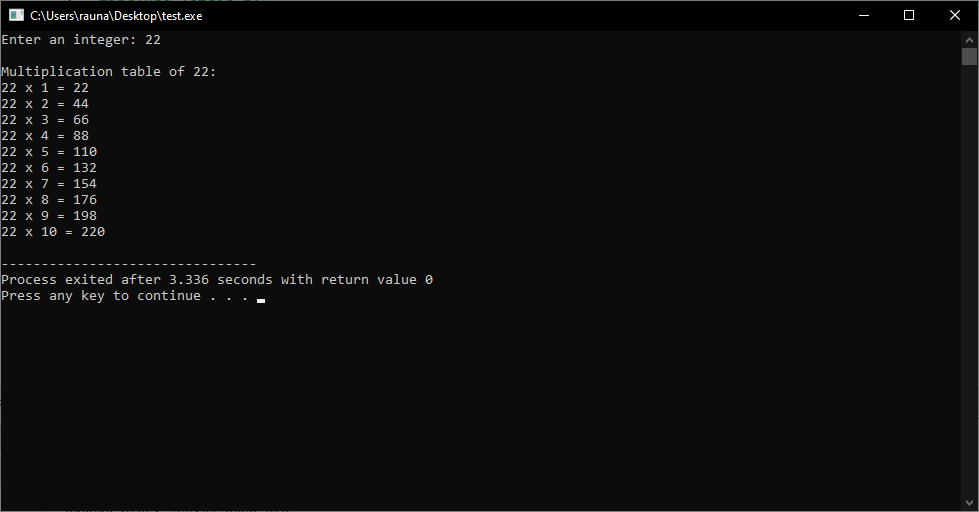 C:\Users\rauna\Desktop\test.exe
Enter an integer: 22
Multiplication table of 22:
22 x 1 = 22
22 x 2 = 44
22 x 3 = 66
22 x 4 = 88
22 x 5 = 110
22 x 6 = 132
22 x 7 = 154
22 x 8 = 176
22 x 9 = 198
22 x 10 = 220
--------------------------------
Process exited after 3.336 seconds with return value 0
Press any key to continue . . .